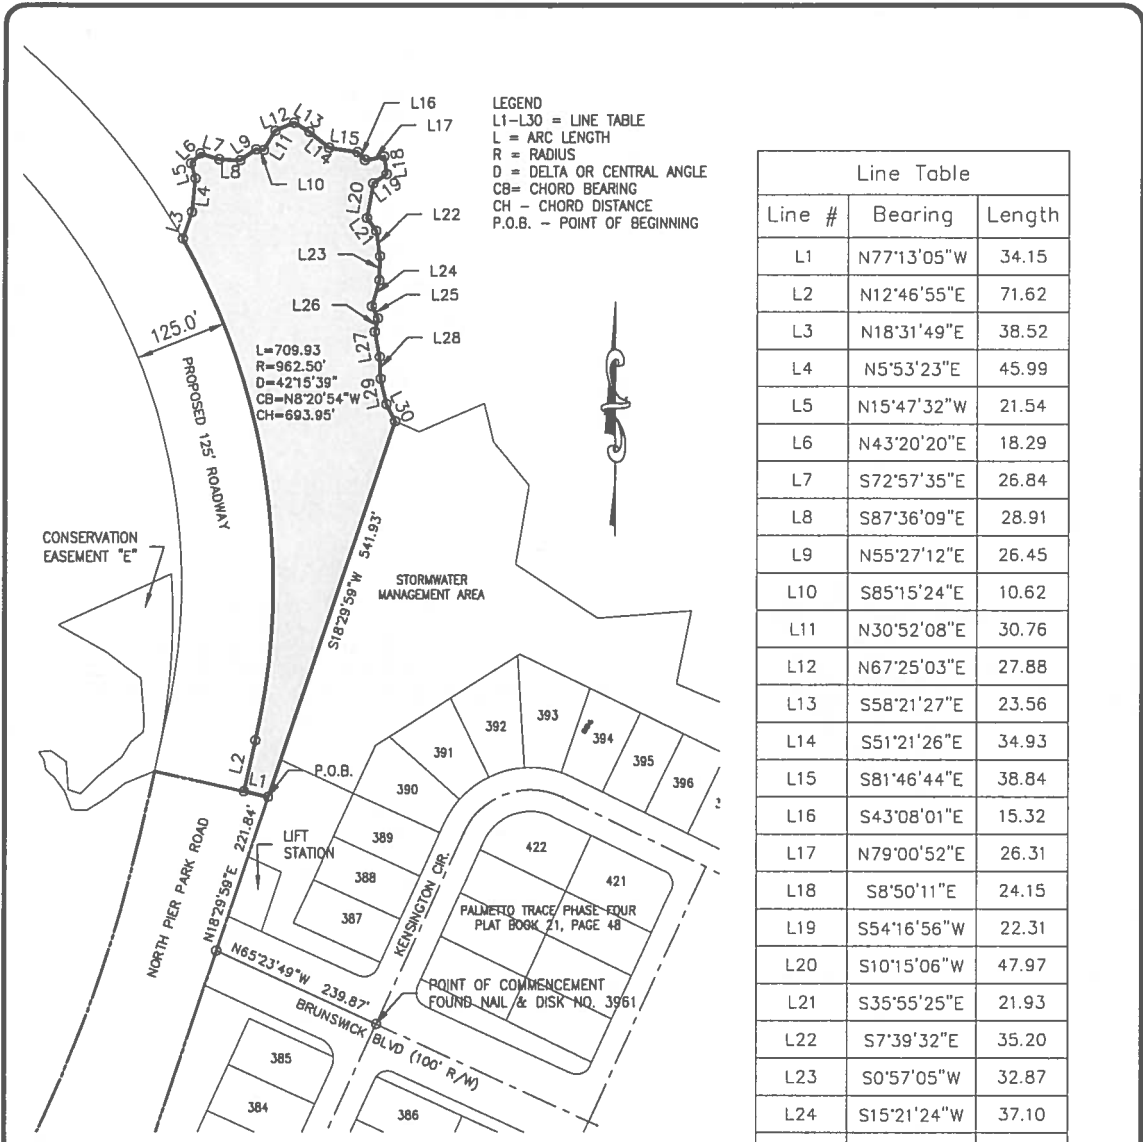 LEGEND
L1-L30 = LINE TABLE
L = ARC LENGTH
R = RADIUS
D = DELTA OR CENTRAL ANGLE
CB= CHORD BEARING
CH - CHORD DISTANCE
P.O.B. - POINT OF BEGINNING
L16
L17
L12
L13
L6
L7
L9
L11
L14
L15
L18
L5
L8
L10
L19
L4
L20
L3
L21
L22
L23
L24
L25
L26
L27
L28
L29
L30
125.0'
PROPOSED 125' ROADWAY
L=709.93
R=962.50'
D=42°15'39"
CB=N8°20'54"W
CH=693.95'
CONSERVATION
EASEMENT "E"
S18°29'59"W 541.93'
STORMWATER
MANAGEMENT AREA
L2
L1
P.O.B.
LIFT
STATION
NORTH PIER PARK ROAD
N18°29'59"E 221.84'
N65°23'49"W 239.87'
BRUNSWICK BLVD (100' R/W)
KENSINGTON CIR.
PALMETTO TRACE PHASE FOUR
PLAT BOOK 21, PAGE 48
POINT OF COMMENCEMENT
FOUND NAIL & DISK NO. 3961
393
392
394
391
395
390
396
389
388
387
422
421
385
384
386
Line Table
Line # Bearing Length
L1 N77°13'05"W 34.15
L2 N12°46'55"E 71.62
L3 N18°31'49"E 38.52
L4 N5°53'23"E 45.99
L5 N15°47'32"W 21.54
L6 N43°20'20"E 18.29
L7 S72°57'35"E 26.84
L8 S87°36'09"E 28.91
L9 N55°27'12"E 26.45
L10 S85°15'24"E 10.62
L11 N30°52'08"E 30.76
L12 N67°25'03"E 27.88
L13 S58°21'27"E 23.56
L14 S51°21'26"E 34.93
L15 S81°46'44"E 38.84
L16 S43°08'01"E 15.32
L17 N79°00'52"E 26.31
L18 S8°50'11"E 24.15
L19 S54°16'56"W 22.31
L20 S10°15'06"W 47.97
L21 S35°55'25"E 21.93
L22 S7°39'32"E 35.20
L23 S0°57'05"W 32.87
L24 S15°21'24"W 37.10